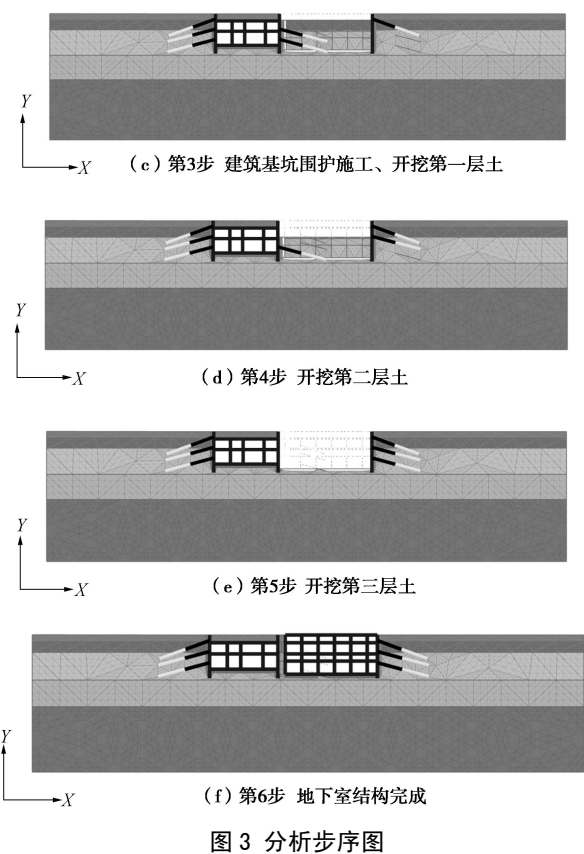 Y
X
（c）第3步 建筑基坑围护施工、开挖第一层土
Y
X
（d）第4步 开挖第二层土
Y
X
（e）第5步 开挖第三层土
Y
X
（f）第6步 地下室结构完成
图 3 分析步序图